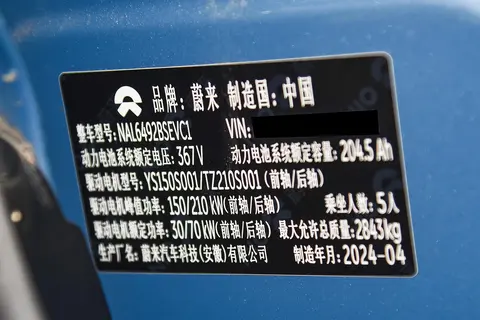 品牌：蔚来 制造国：中国
整车型号：NAL6492BSEVC1 VIN：
动力电池系统额定电压：367V 动力电池系统额定容量：204.5 Ah
驱动电机型号：YS150S001/TZ210S001（前轴/后轴）
驱动电机峰值功率：150/210 kW（前轴/后轴） 乘坐人数：5人
驱动电机额定功率：30/70 kW（前轴/后轴） 最大允许总质量：2843kg
生产厂名：蔚来汽车科技（安徽）有限公司 制造年月：2024-04